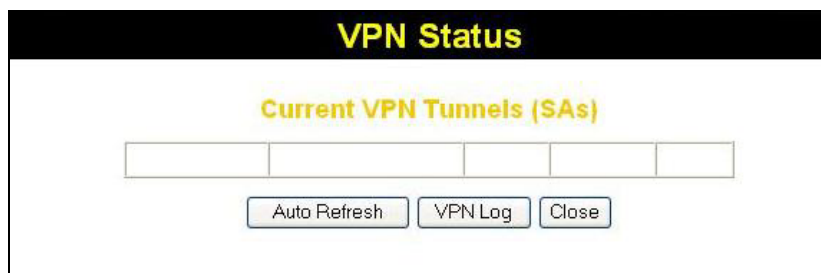 VPN Status
Current VPN Tunnels (SAs)
Auto Refresh VPN Log Close